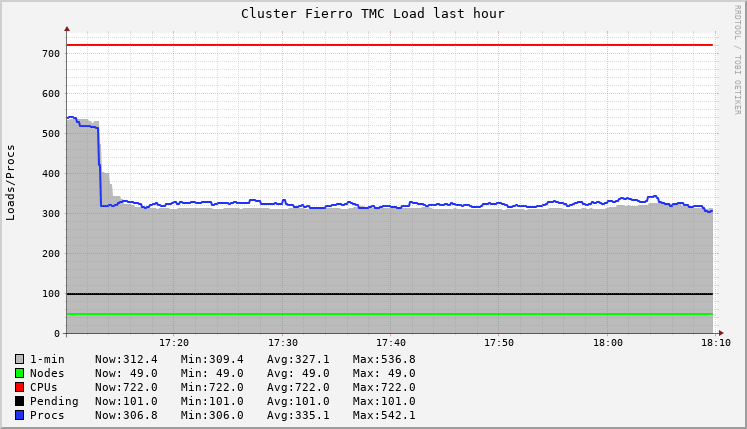 Cluster Fierro TMC Load last hour
RRDTOOL / TOBI OETIKER
Loads/Procs
700
600
500
400
300
200
100
0
17:20 17:30 17:40 17:50 18:00 18:10
1-min Now:312.4 Min:309.4 Avg:327.1 Max:536.8
Nodes Now: 49.0 Min: 49.0 Avg: 49.0 Max: 49.0
CPUs Now:722.0 Min:722.0 Avg:722.0 Max:722.0
Pending Now:101.0 Min:101.0 Avg:101.0 Max:101.0
Procs Now:306.8 Min:306.0 Avg:335.1 Max:542.1